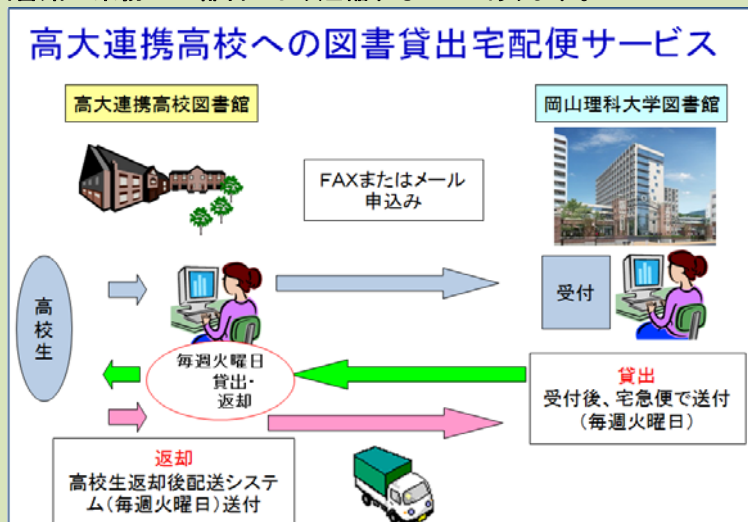 高大連携高校への図書貸出宅配便サービス
高大連携高校図書館
岡山理科大学図書館
FAXまたはメール
申込み
高校生
受付
毎週火曜日
貸出・
返却
貸出
受付後、宅急便で送付
(毎週火曜日)
返却
高校生返却後配送システ
ム(毎週火曜日)送付